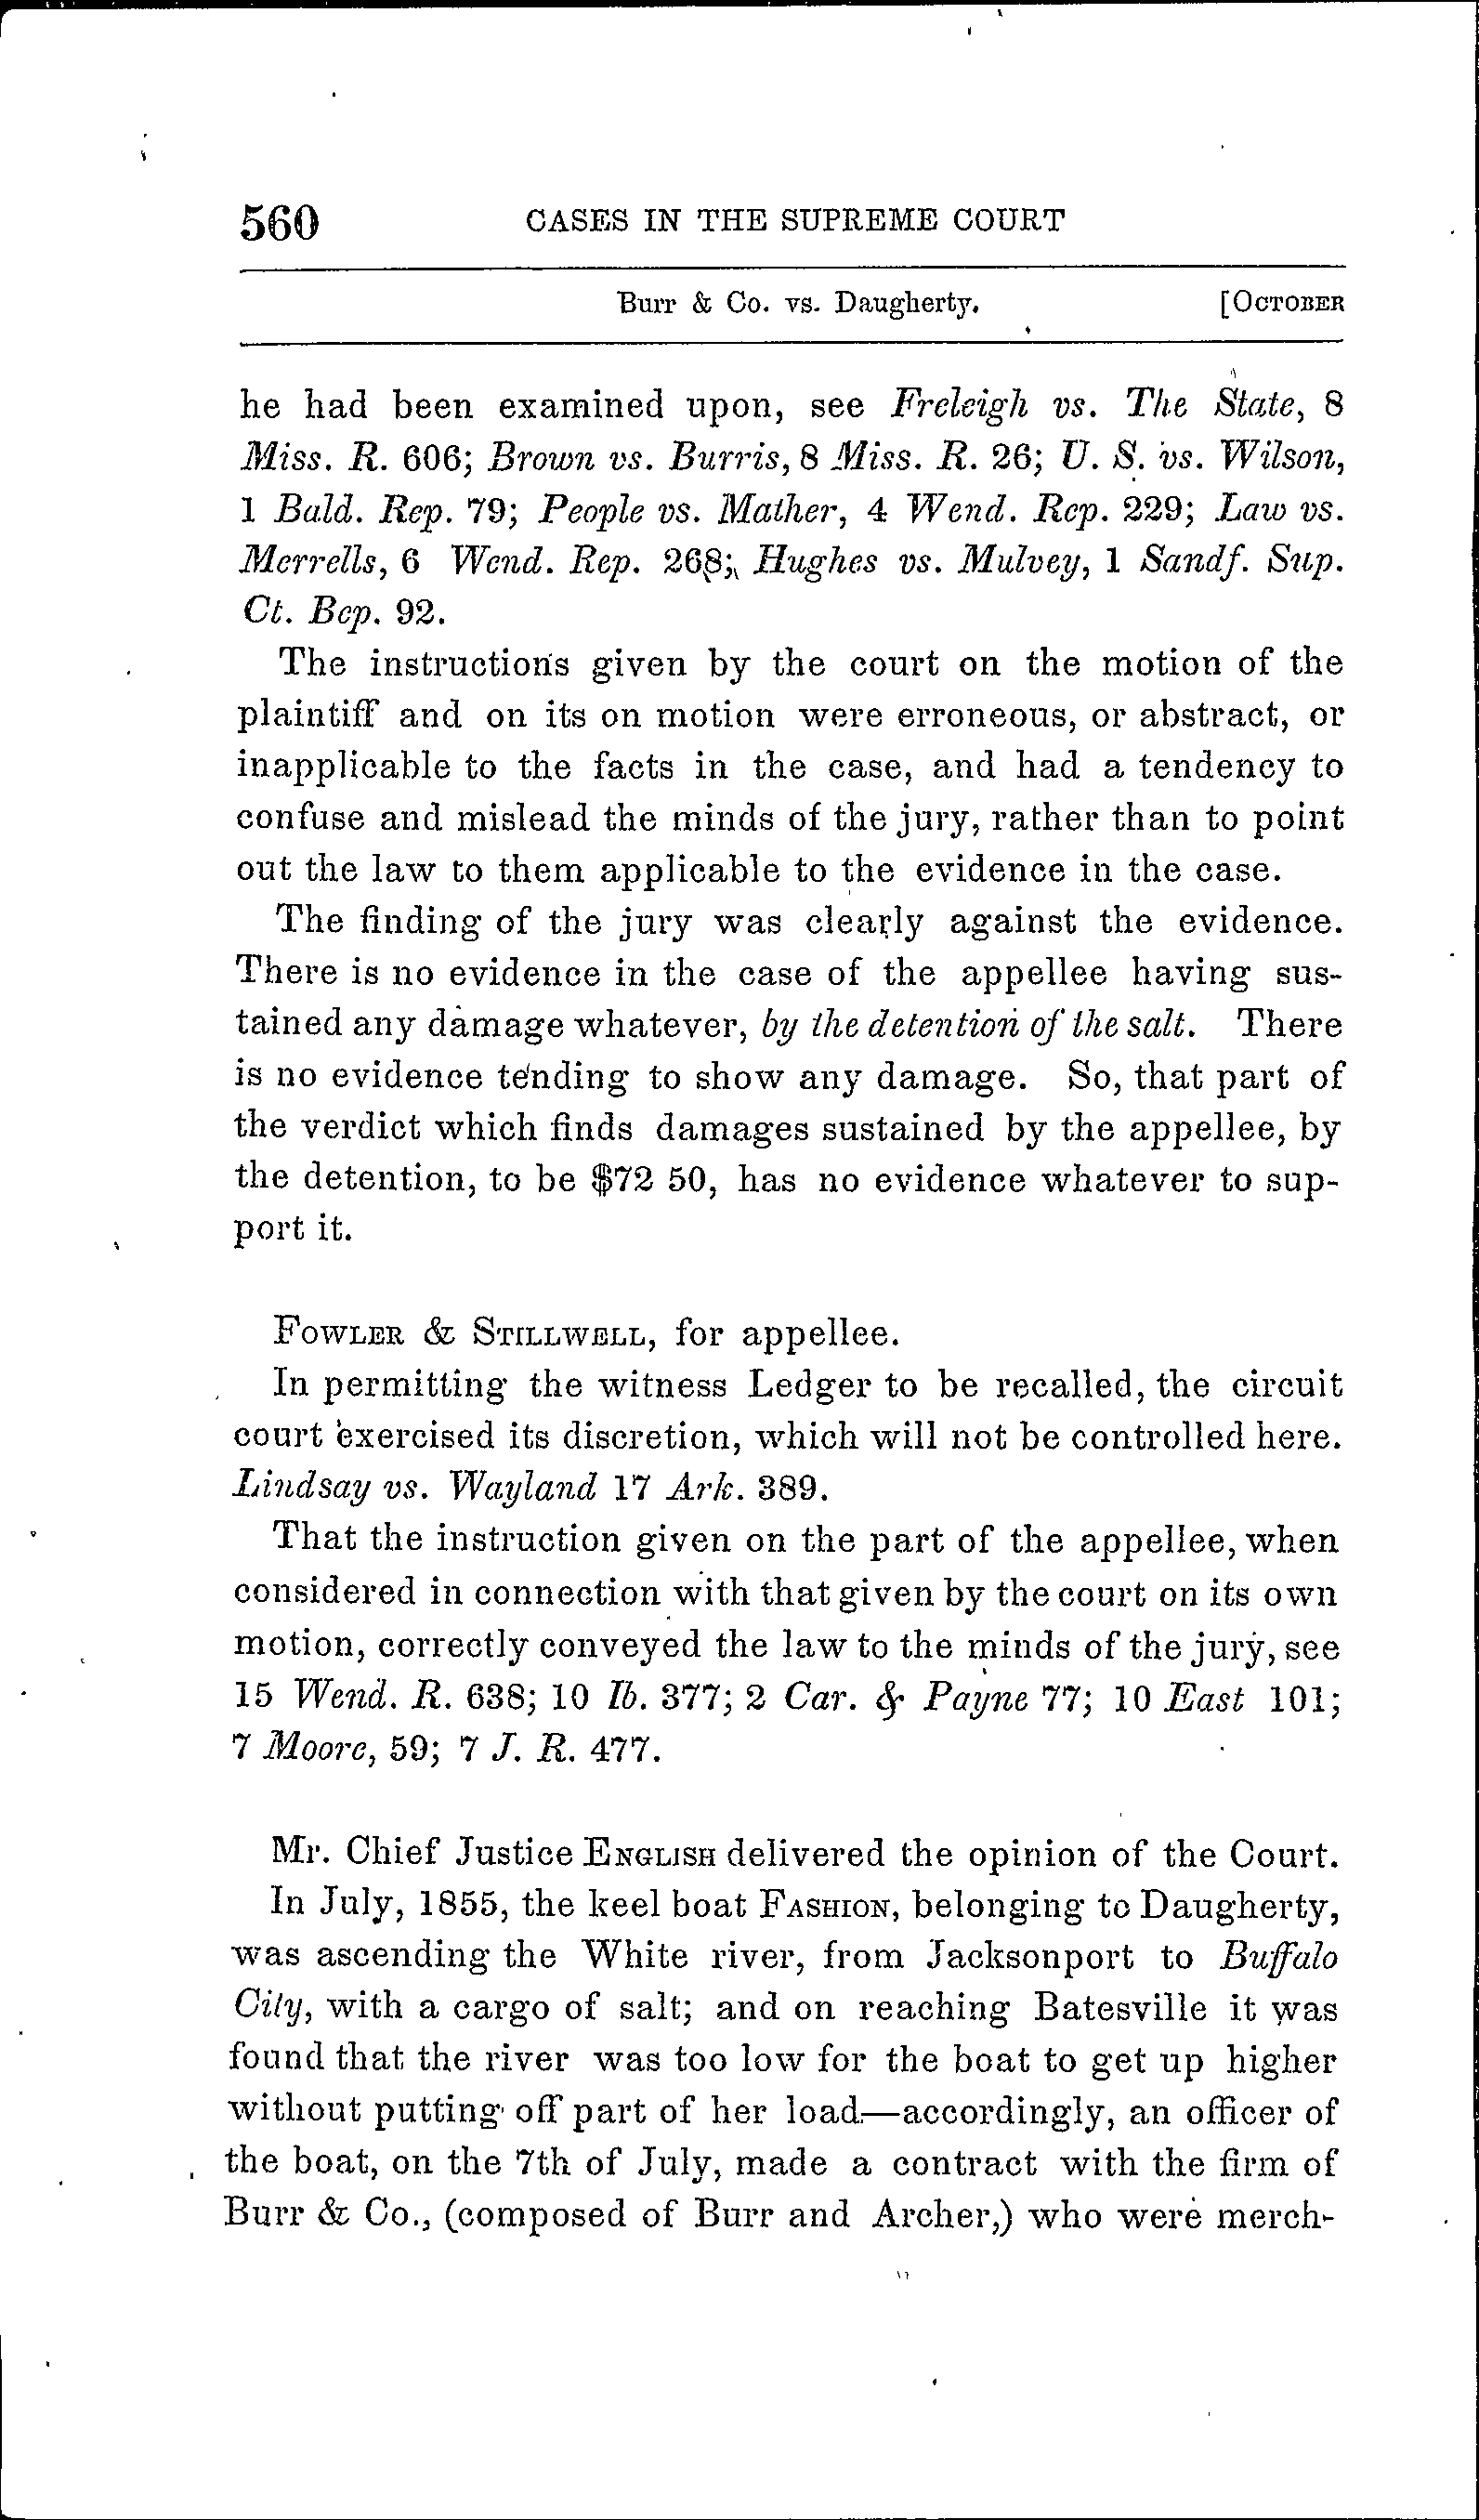 560 CASES IN THE SUPREME COURT
Burr & Co. vs. Daugherty. [OCTOBER
he had been examined upon, see Freleigh vs. The State, 8
Miss. R. 606; Brown vs. Burris, 8 Miss. R. 26; U. S. vs. Wilson,
1 Bald. Rep. 79; People vs. Mather, 4 Wend. Rep. 229; Law vs.
Merrells, 6 Wend. Rep. 268; Hughes vs. Mulvey, 1 Sandf. Sup.
Ct. Bep. 92.
The instructions given by the court on the motion of the
plaintiff and on its on motion were erroneous, or abstract, or
inapplicable to the facts in the case, and had a tendency to
confuse and mislead the minds of the jury, rather than to point
out the law to them applicable to the evidence in the case.
The finding of the jury was clearly against the evidence.
There is no evidence in the case of the appellee having sus-
tained any damage whatever, by the detention of the salt. There
is no evidence tending to show any damage. So, that part of
the verdict which finds damages sustained by the appellee, by
the detention, to be $72 50, has no evidence whatever to sup-
port it.
FOWLER & STILLWELL, for appellee.
In permitting the witness Ledger to be recalled, the circuit
court exercised its discretion, which will not be controlled here.
Lindsay vs. Wayland 17 Ark. 389.
That the instruction given on the part of the appellee, when
considered in connection with that given by the court on its own
motion, correctly conveyed the law to the minds of the jury, see
15 Wend. R. 638; 10 Ib. 377; 2 Car. & Payne 77; 10 East 101;
7 Moore, 59; 7 J. R. 477.
Mr. Chief Justice ENGLISH delivered the opinion of the Court.
In July, 1855, the keel boat FASHION, belonging to Daugherty,
was ascending the White river, from Jacksonport to Buffalo
City, with a cargo of salt; and on reaching Batesville it was
found that the river was too low for the boat to get up higher
without putting off part of her load—accordingly, an officer of
the boat, on the 7th of July, made a contract with the firm of
Burr & Co., (composed of Burr and Archer,) who were merch-